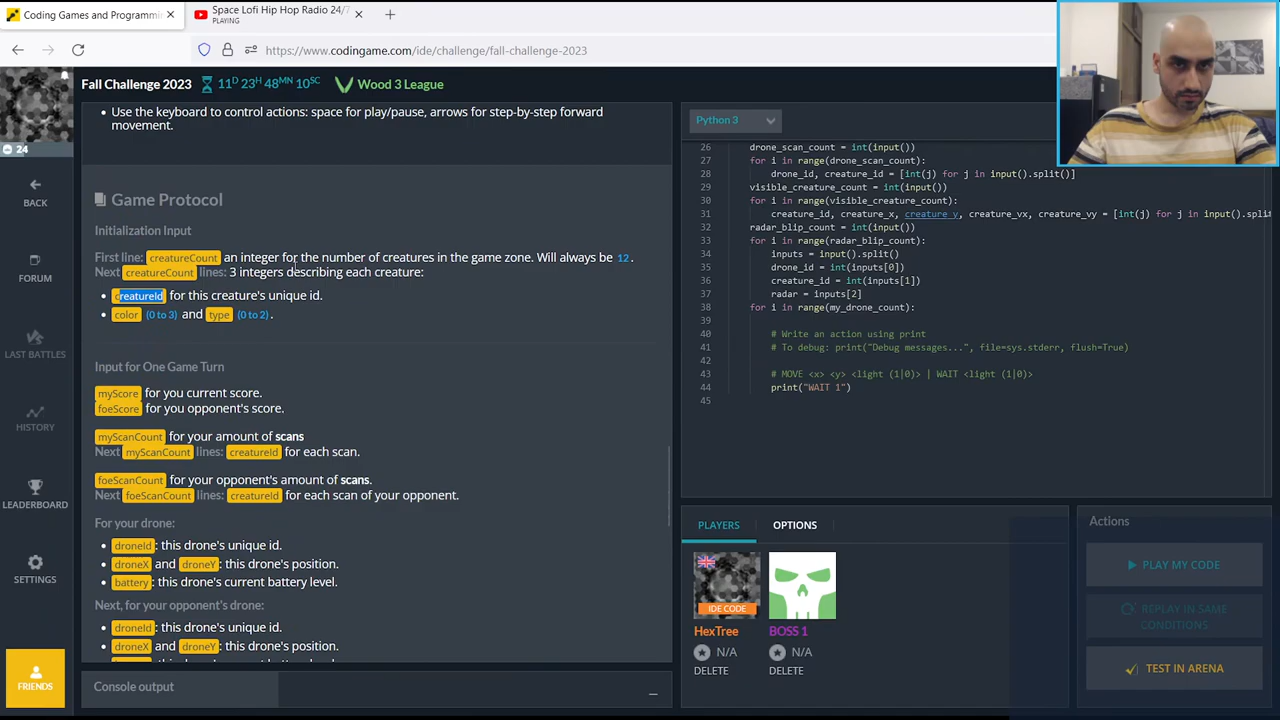 Coding Games and Programmin
Space Lofi Hip Hop Radio 24/7
PLAYING
https://www.codingame.com/ide/challenge/fall-challenge-2023
Fall Challenge 2023
11D 23H 48MN 10SC
Wood 3 League
24
BACK
FORUM
LAST BATTLES
HISTORY
LEADERBOARD
SETTINGS
FRIENDS
Use the keyboard to control actions: space for play/pause, arrows for step-by-step forward
movement.
Game Protocol
Initialization Input
First line: creatureCount an integer for the number of creatures in the game zone. Will always be 12 .
Next creatureCount lines: 3 integers describing each creature:
creatureId for this creature's unique id.
color (0 to 3) and type (0 to 2) .
Input for One Game Turn
myScore for you current score.
foeScore for you opponent's score.
myScanCount for your amount of scans
Next myScanCount lines: creatureId for each scan.
foeScanCount for your opponent's amount of scans.
Next foeScanCount lines: creatureId for each scan of your opponent.
For your drone:
droneId : this drone's unique id.
droneX and droneY : this drone's position.
battery : this drone's current battery level.
Next, for your opponent's drone:
droneId : this drone's unique id.
droneX and droneY : this drone's position.
Console output
Python 3
26 drone_scan_count = int(input())
27 for i in range(drone_scan_count):
28 drone_id, creature_id = [int(j) for j in input().split()]
29 visible_creature_count = int(input())
30 for i in range(visible_creature_count):
31 creature_id, creature_x, creature_y, creature_vx, creature_vy = [int(j) for j in input().spli
32 radar_blip_count = int(input())
33 for i in range(radar_blip_count):
34 inputs = input().split()
35 drone_id = int(inputs[0])
36 creature_id = int(inputs[1])
37 radar = inputs[2]
38 for i in range(my_drone_count):
39
40 # Write an action using print
41 # To debug: print("Debug messages...", file=sys.stderr, flush=True)
42
43 # MOVE <x> <y> <light (1|0)> | WAIT <light (1|0)>
44 print("WAIT 1")
45
PLAYERS
OPTIONS
IDE CODE
HexTree
BOSS 1
N/A
N/A
DELETE
DELETE
Actions
PLAY MY CODE
REPLAY IN SAME
CONDITIONS
TEST IN ARENA